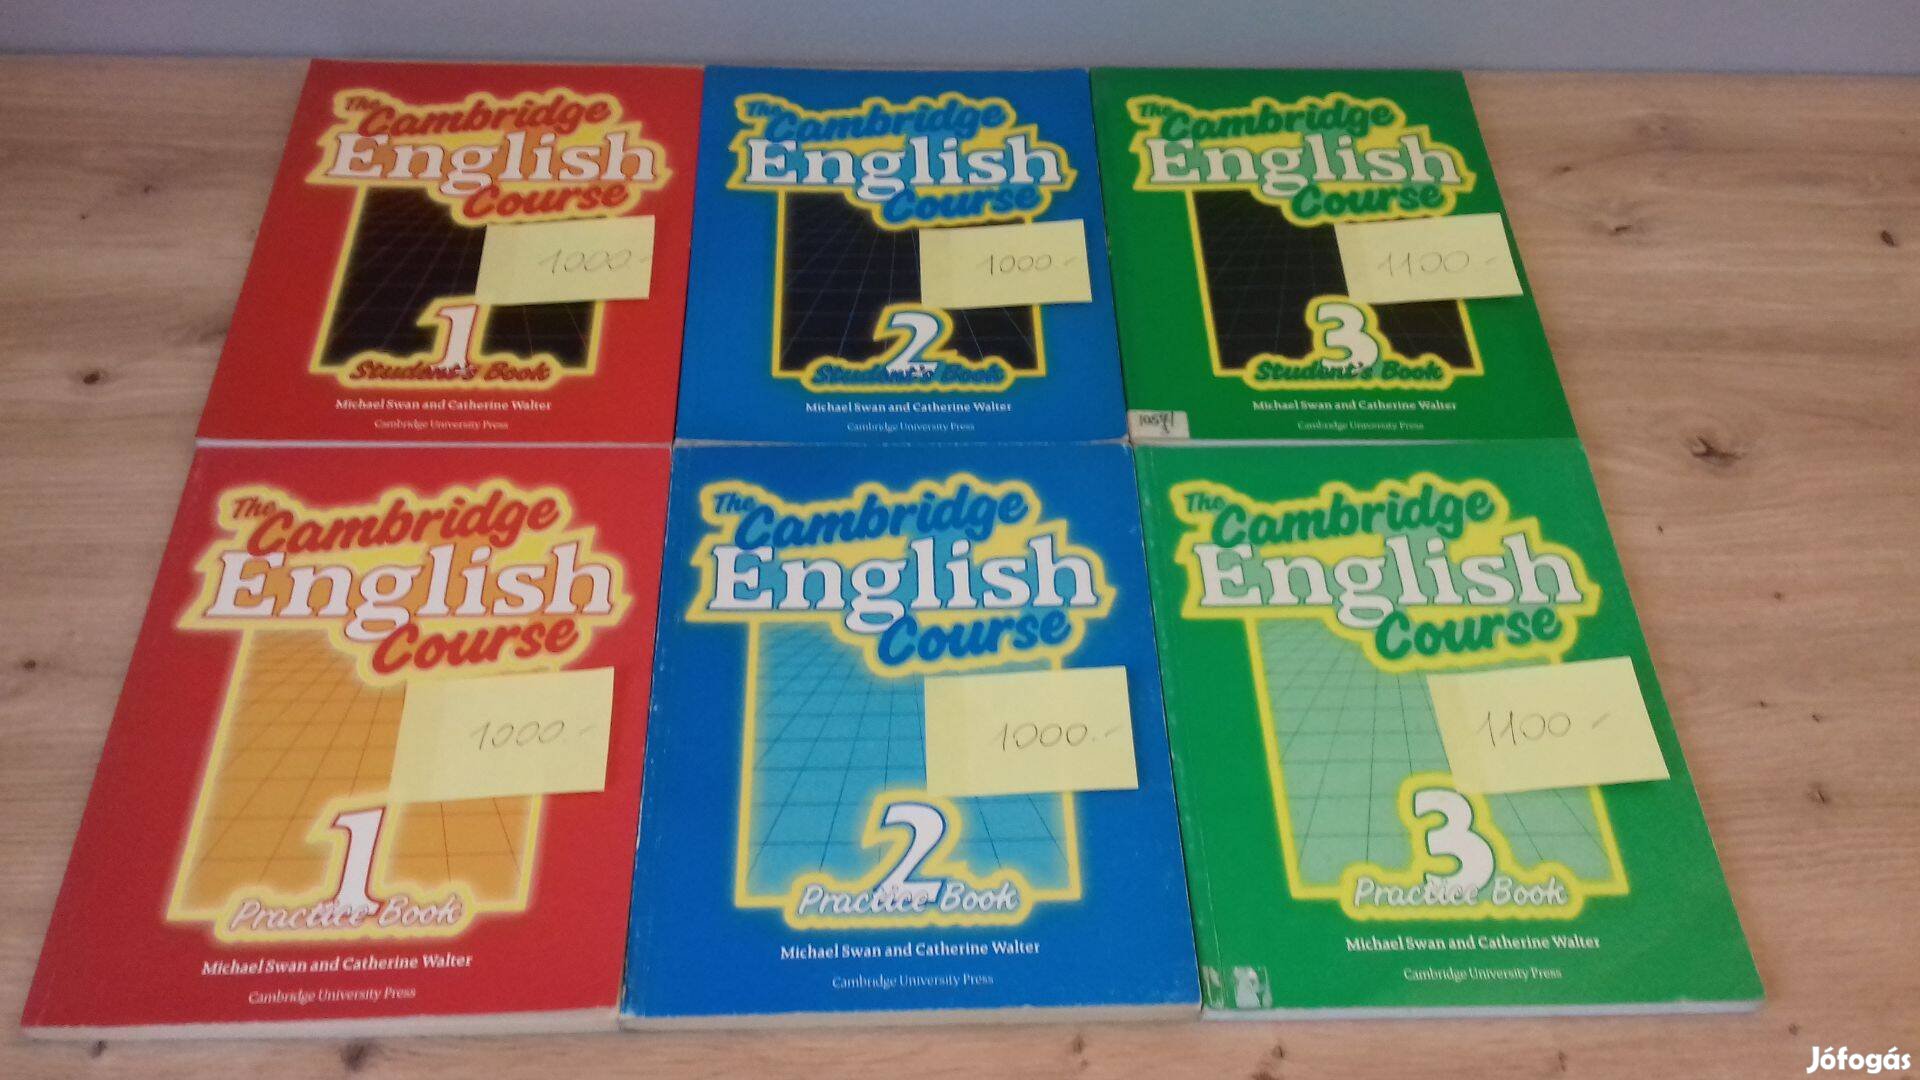 The
Cambridge
English
Course
1000.-
1
Student's Book
Michael Swan and Catherine Walter
Cambridge University Press
The
Cambridge
English
Course
1000.-
2
Student's Book
Michael Swan and Catherine Walter
Cambridge University Press
The
Cambridge
English
Course
1100-
3
Student's Book
Michael Swan and Catherine Walter
Cambridge University Press
The
Cambridge
English
Course
1000.-
1
Practice Book
Michael Swan and Catherine Walter
Cambridge University Press
The
Cambridge
English
Course
1000.-
2
Practice Book
Michael Swan and Catherine Walter
Cambridge University Press
The
Cambridge
English
Course
1100-
3
Practice Book
Michael Swan and Catherine Walter
Cambridge University Press
Jófogás